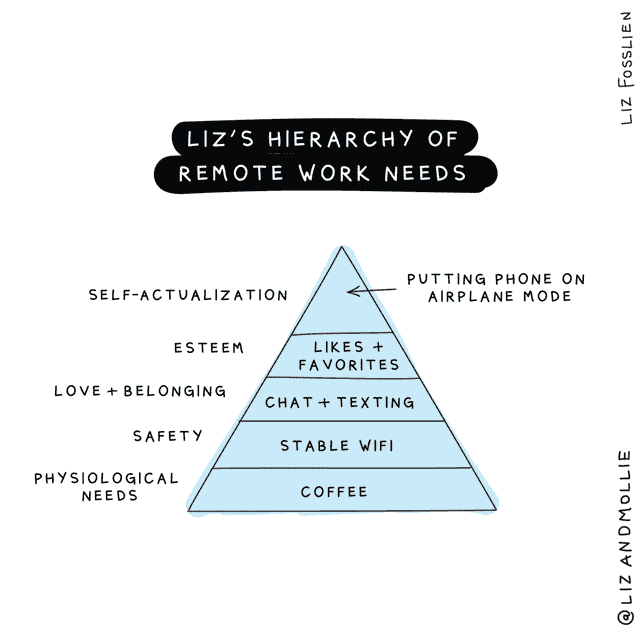 LIZ FOSSLIEN
LIZ'S HIERARCHY OF
REMOTE WORK NEEDS
SELF-ACTUALIZATION
PUTTING PHONE ON
AIRPLANE MODE
ESTEEM
LIKES +
FAVORITES
LOVE + BELONGING
CHAT + TEXTING
SAFETY
STABLE WIFI
PHYSIOLOGICAL
NEEDS
COFFEE
@LIZANDMOLLIE